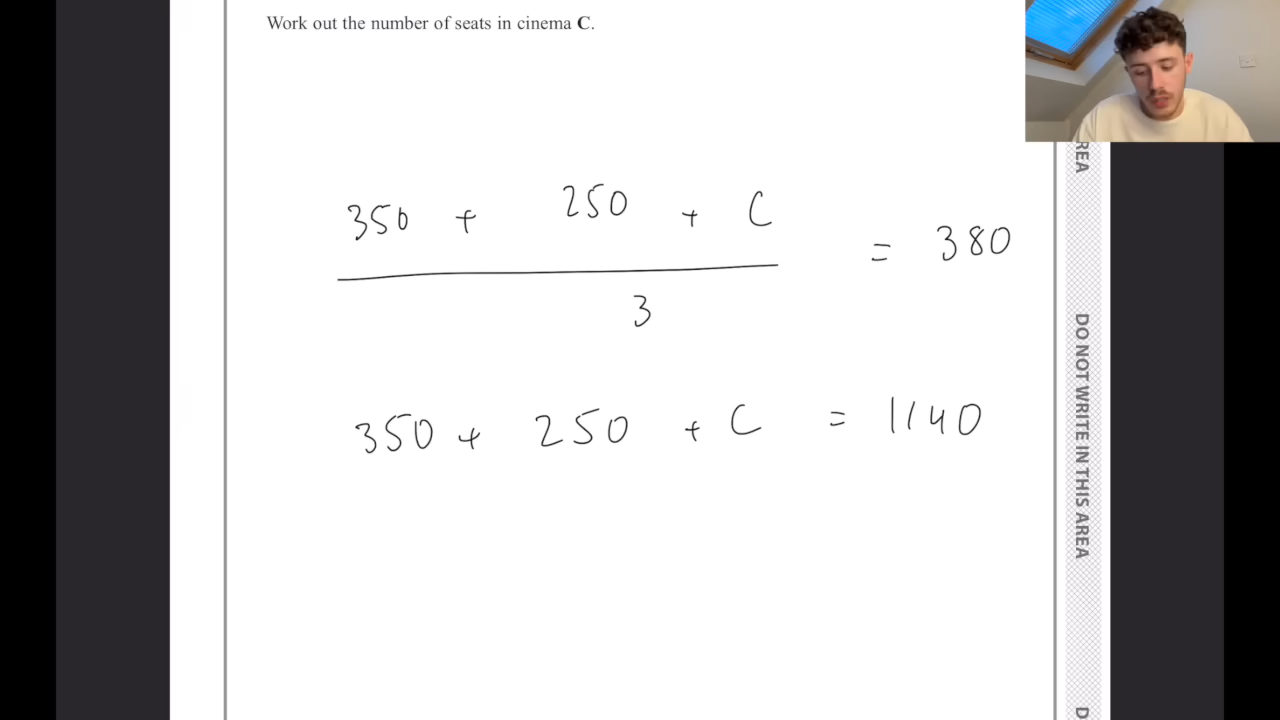 Work out the number of seats in cinema C.
350 + 250 + C
= 380
3
350 + 250 + C = 1140
REA
DO NOT WRITE IN THIS AREA
D